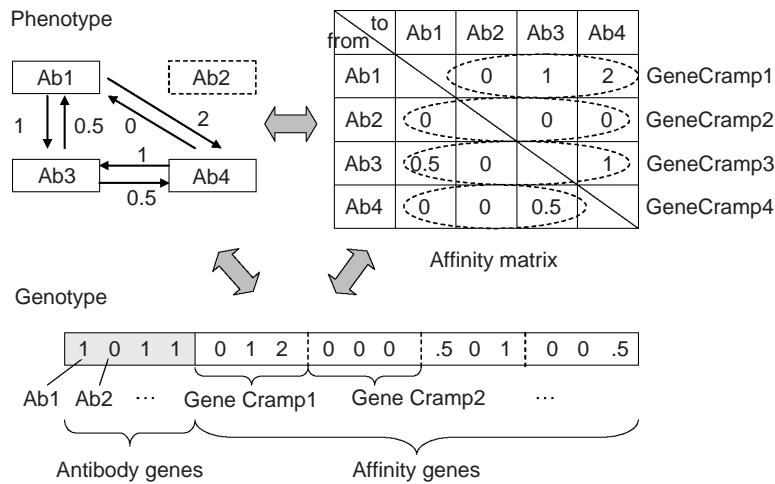 Phenotype
Ab1
Ab2
1
0.5
0
2
Ab3
1
Ab4
0.5
to
from
Ab1 Ab2 Ab3 Ab4
Ab1 0 1 2 GeneCramp1
Ab2 0 0 0 GeneCramp2
Ab3 0.5 0 1 GeneCramp3
Ab4 0 0 0.5 GeneCramp4
Affinity matrix
Genotype
1 0 1 1 0 1 2 0 0 0 .5 0 1 0 0 .5
Ab1 Ab2 ... Gene Cramp1 Gene Cramp2 ...
Antibody genes Affinity genes